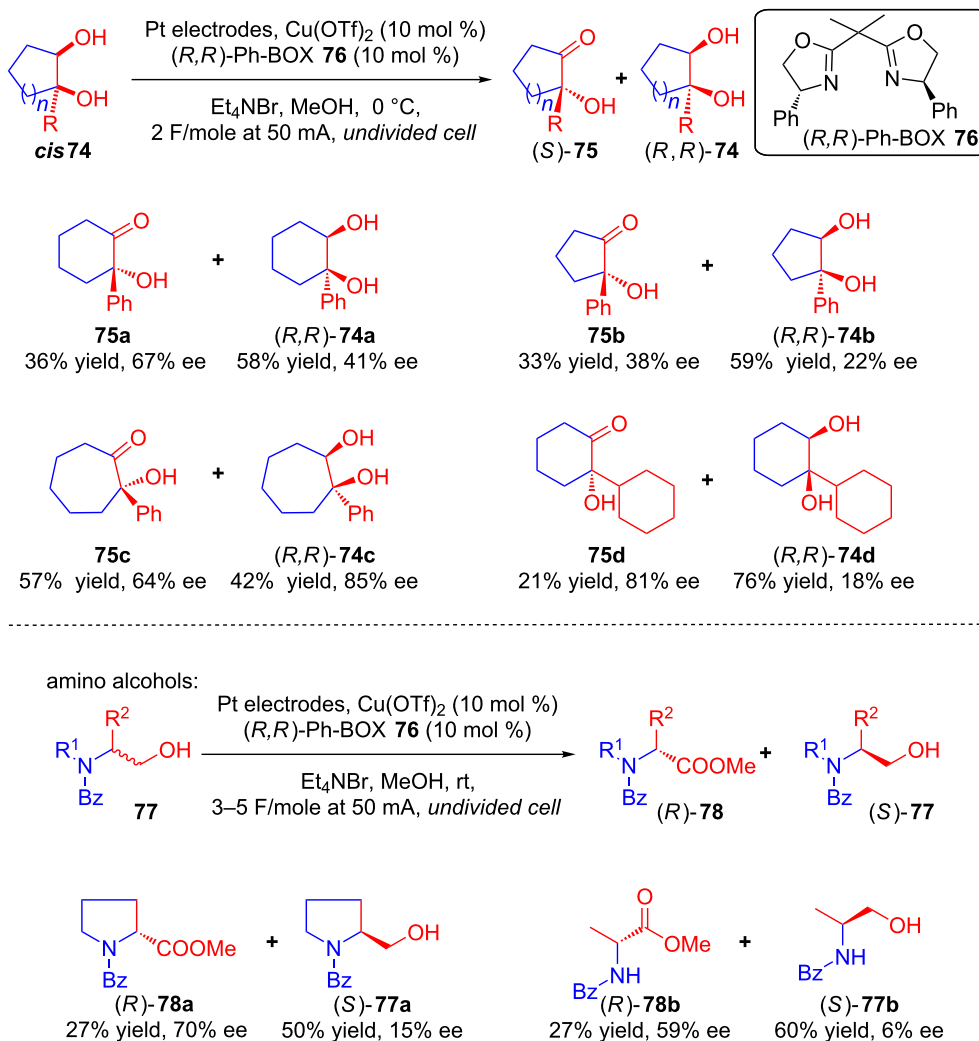 Pt electrodes, Cu(OTf)2 (10 mol %)
(R,R)-Ph-BOX 76 (10 mol %)
Et4NBr, MeOH, 0 °C,
2 F/mole at 50 mA, undivided cell
OH
( )n
OH
R
cis 74
O
( )n
OH
R
(S)-75
+
OH
( )n
OH
R
(R,R)-74
O
O
N
N
Ph
Ph
(R,R)-Ph-BOX 76
O
OH
Ph
75a
36% yield, 67% ee
+
OH
OH
Ph
(R,R)-74a
58% yield, 41% ee
O
OH
Ph
75b
33% yield, 38% ee
+
OH
OH
Ph
(R,R)-74b
59% yield, 22% ee
O
OH
Ph
75c
57% yield, 64% ee
+
OH
OH
Ph
(R,R)-74c
42% yield, 85% ee
O
OH
75d
21% yield, 81% ee
+
OH
OH
(R,R)-74d
76% yield, 18% ee
amino alcohols:
R2
R1
N
OH
Bz
77
Pt electrodes, Cu(OTf)2 (10 mol %)
(R,R)-Ph-BOX 76 (10 mol %)
Et4NBr, MeOH, rt,
3–5 F/mole at 50 mA, undivided cell
R2
R1
N
COOMe
Bz
(R)-78
+
R2
R1
N
OH
Bz
(S)-77
N
COOMe
Bz
(R)-78a
27% yield, 70% ee
+
N
OH
Bz
(S)-77a
50% yield, 15% ee
O
OMe
NH
Bz
(R)-78b
27% yield, 59% ee
+
OH
NH
Bz
(S)-77b
60% yield, 6% ee